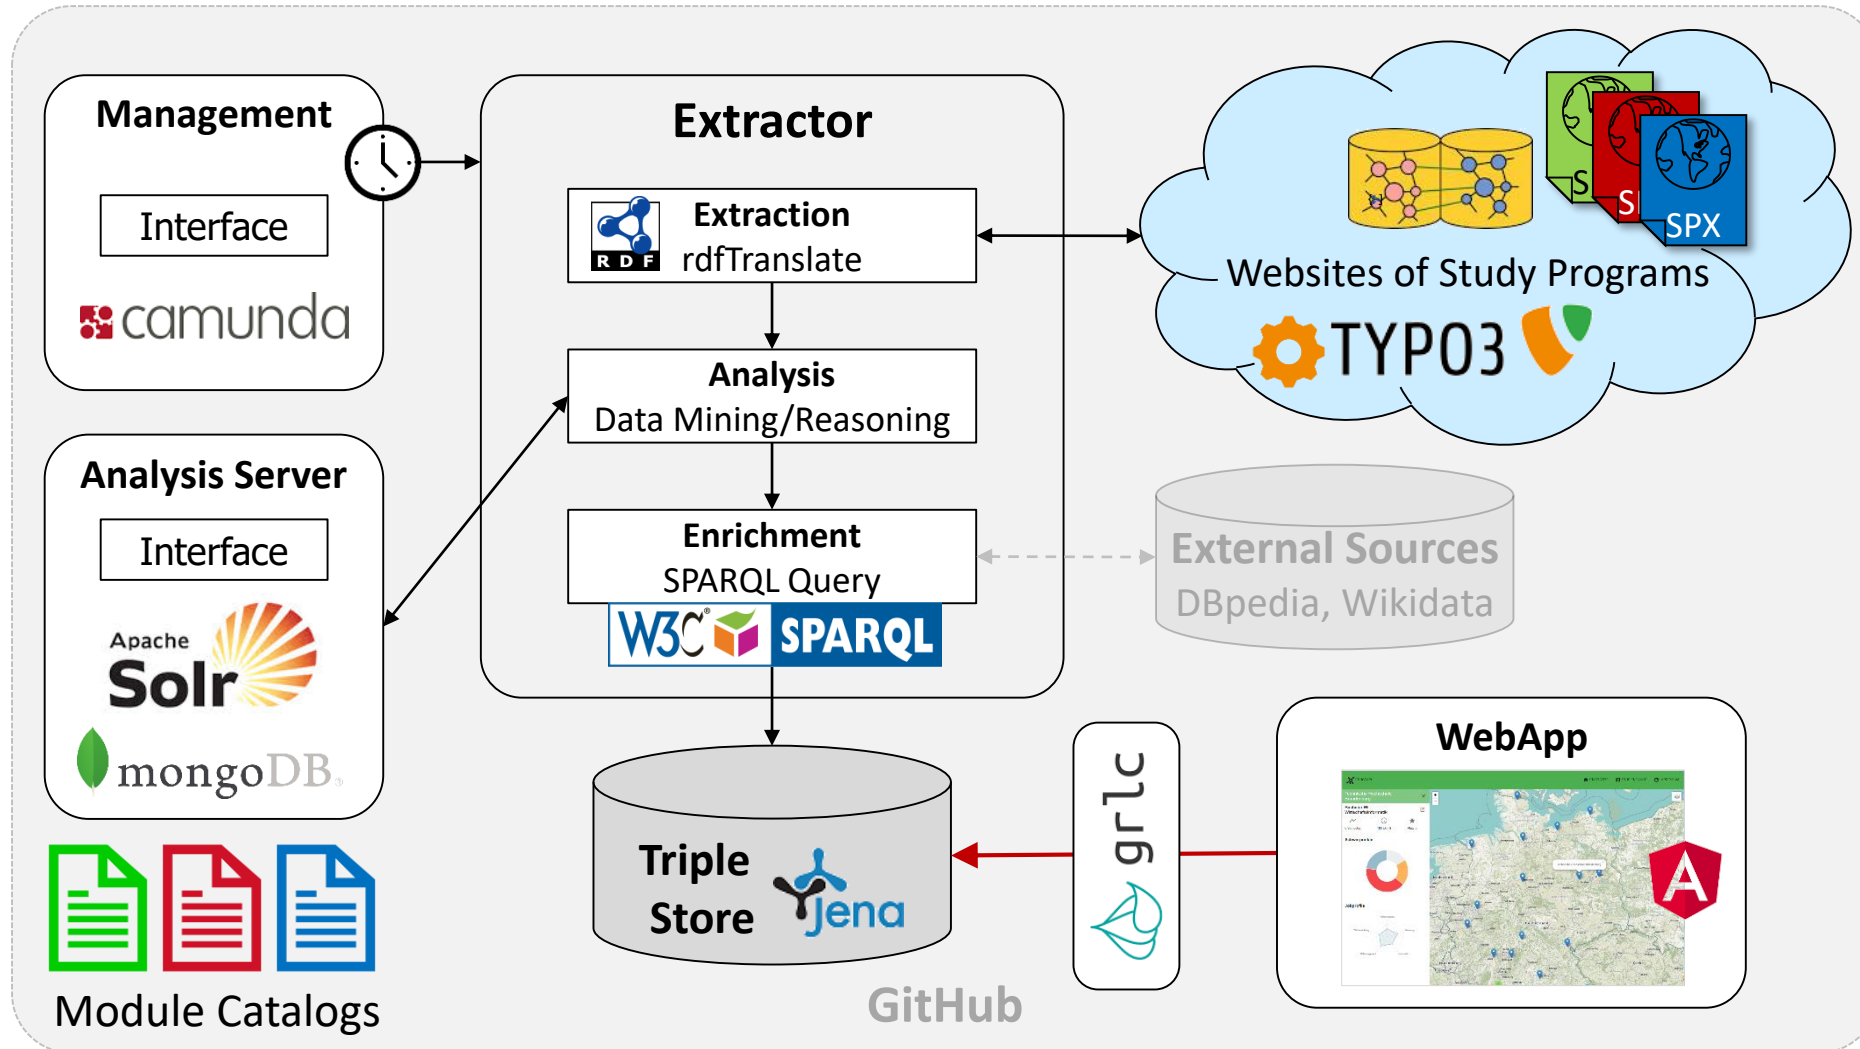 Management
Interface
camunda
Analysis Server
Interface
Apache
Solr
mongoDB
Module Catalogs
Extractor
RDF
Extraction
rdfTranslate
Analysis
Data Mining/Reasoning
Enrichment
SPARQL Query
W3C® SPARQL
Triple
Store
Jena
GitHub
S
SI
SPX
Websites of Study Programs
TYPO3
External Sources
DBpedia, Wikidata
grlc
WebApp
A